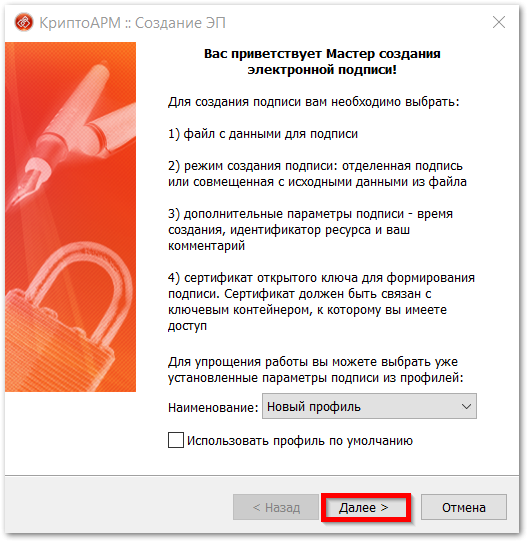 КриптоАРМ :: Создание ЭП
Вас приветствует Мастер создания
электронной подписи!
Для создания подписи вам необходимо выбрать:
1) файл с данными для подписи
2) режим создания подписи: отделенная подпись
или совмещенная с исходными данными из файла
3) дополнительные параметры подписи - время
создания, идентификатор ресурса и ваш
комментарий
4) сертификат открытого ключа для формирования
подписи. Сертификат должен быть связан с
ключевым контейнером, к которому вы имеете
доступ
Для упрощения работы вы можете выбрать уже
установленные параметры подписи из профилей:
Наименование: Новый профиль
Использовать профиль по умолчанию
< Назад Далее > Отмена